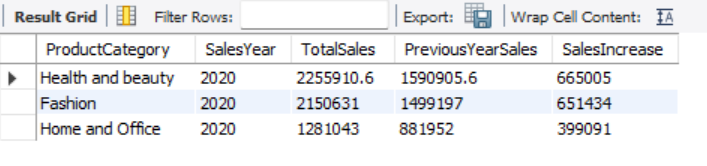 Result Grid Filter Rows: Export: Wrap Cell Content: IA
ProductCategory SalesYear TotalSales PreviousYearSales SalesIncrease
Health and beauty 2020 2255910.6 1590905.6 665005
Fashion 2020 2150631 1499197 651434
Home and Office 2020 1281043 881952 399091